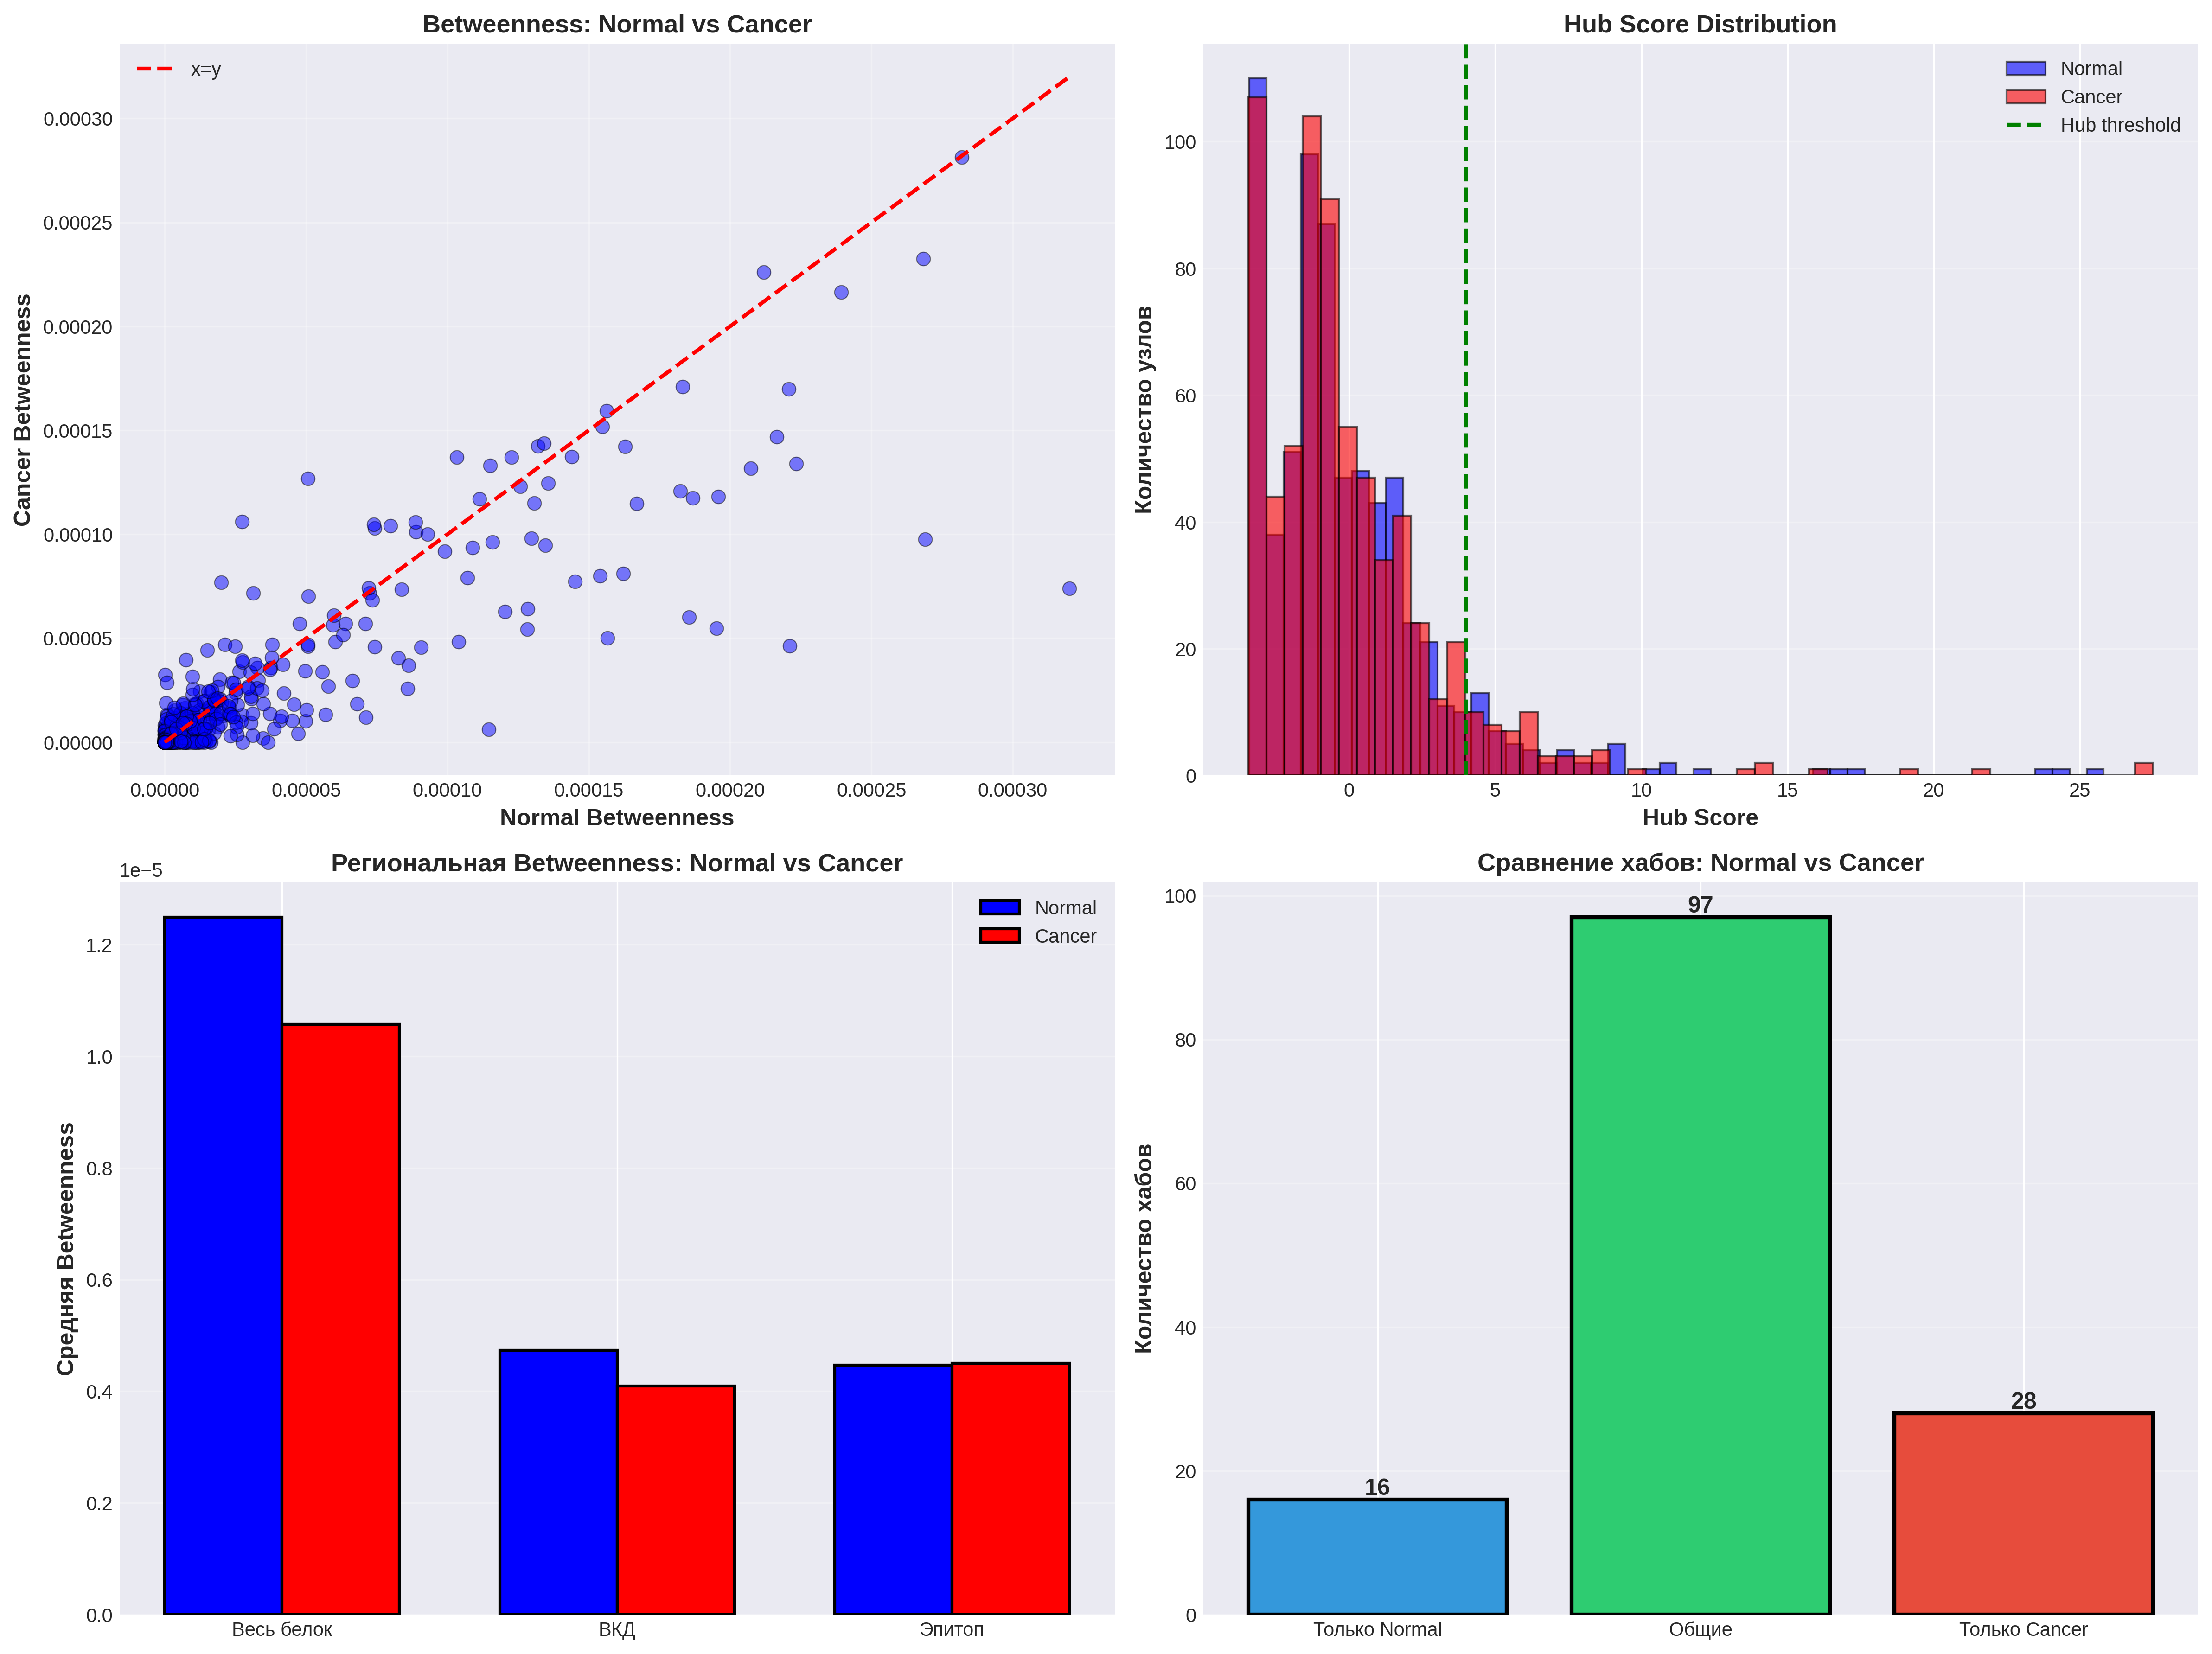 Betweenness: Normal vs Cancer
x=y
0.00030
0.00025
0.00020
0.00015
0.00010
0.00005
0.00000
Cancer Betweenness
0.00000 0.00005 0.00010 0.00015 0.00020 0.00025 0.00030
Normal Betweenness
Hub Score Distribution
Normal
Cancer
Hub threshold
100
80
60
40
20
0
Количество узлов
0 5 10 15 20 25
Hub Score
Региональная Betweenness: Normal vs Cancer
1e−5
Normal
Cancer
1.2
1.0
0.8
0.6
0.4
0.2
0.0
Средняя Betweenness
Весь белок ВКД Эпитоп
Сравнение хабов: Normal vs Cancer
100
80
60
40
20
0
Количество хабов
97
28
16
Только Normal Общие Только Cancer